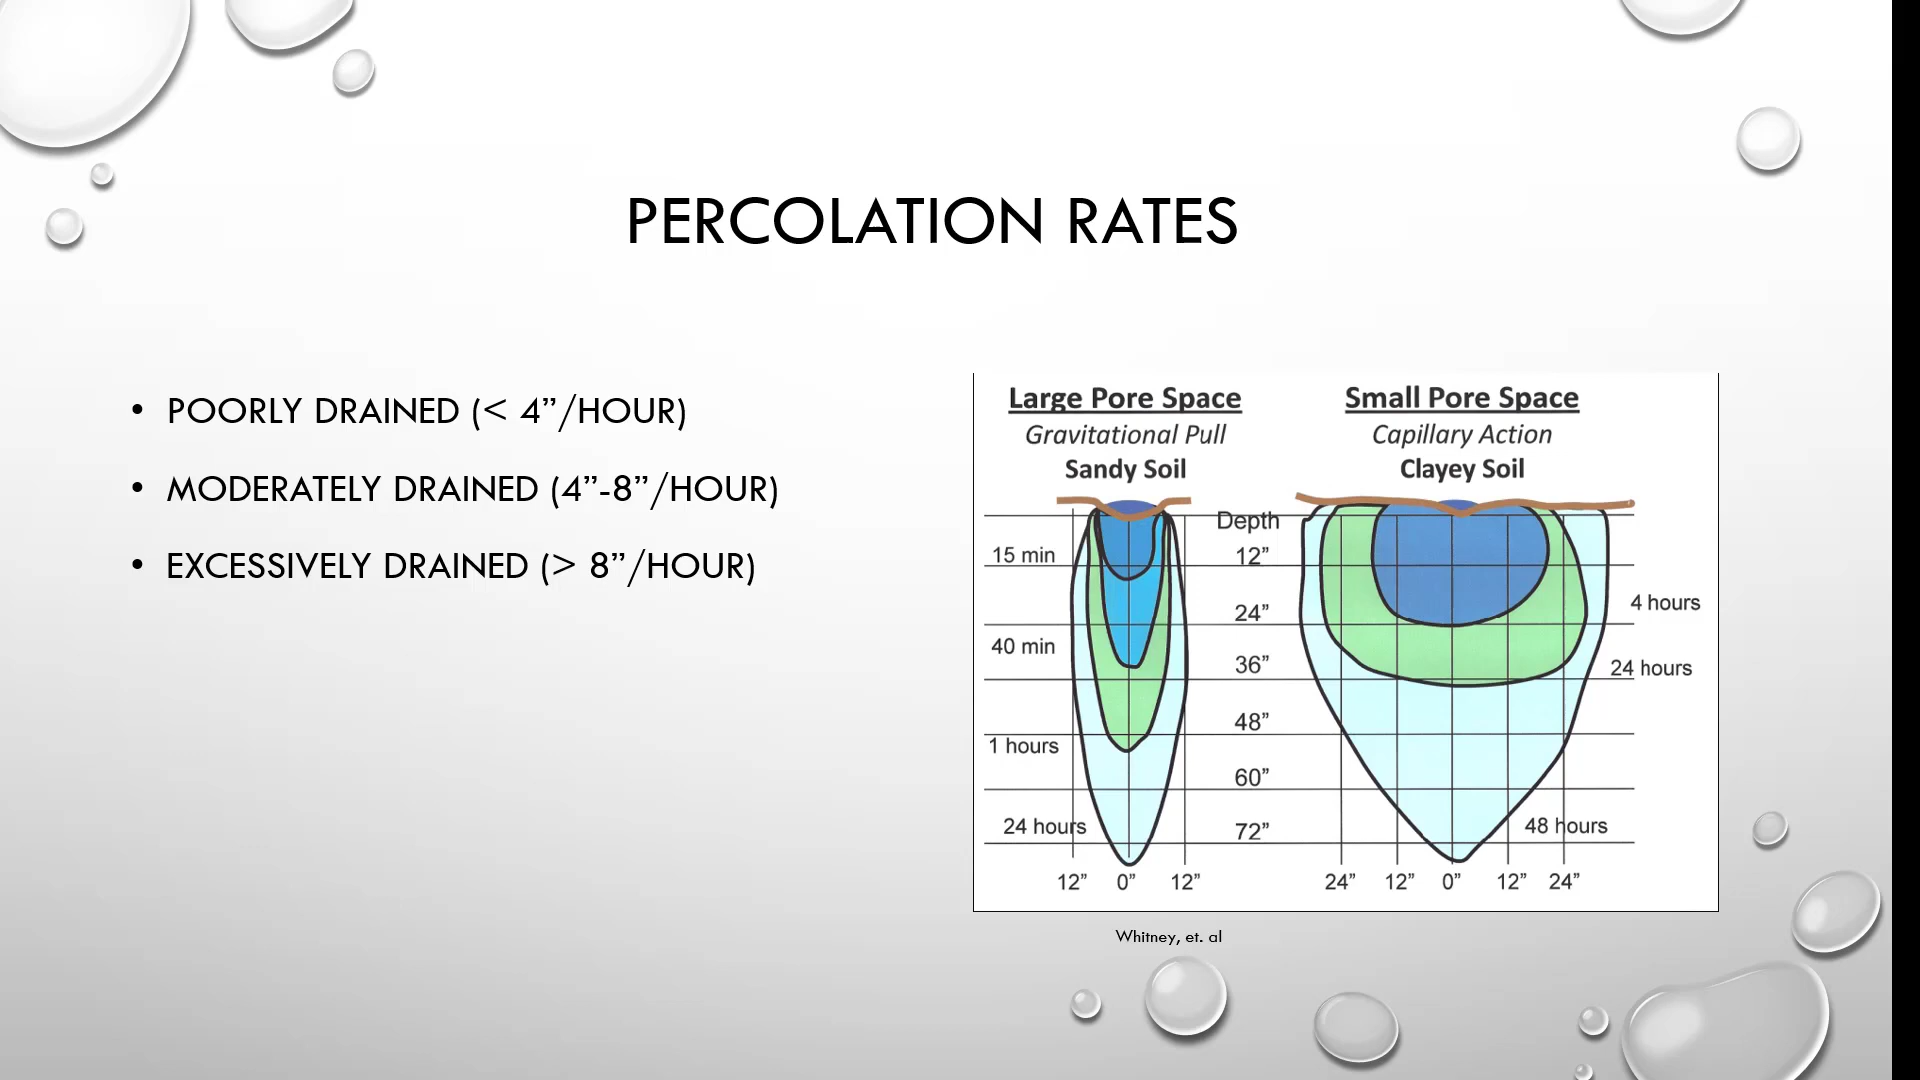 PERCOLATION RATES
• POORLY DRAINED (< 4”/HOUR)
• MODERATELY DRAINED (4”-8”/HOUR)
• EXCESSIVELY DRAINED (> 8”/HOUR)
Large Pore Space
Gravitational Pull
Sandy Soil
Small Pore Space
Capillary Action
Clayey Soil
Depth
15 min
12”
24”
4 hours
40 min
36”
24 hours
48”
1 hours
60”
24 hours
72”
48 hours
12” 0” 12”
24” 12” 0” 12” 24”
Whitney, et. al